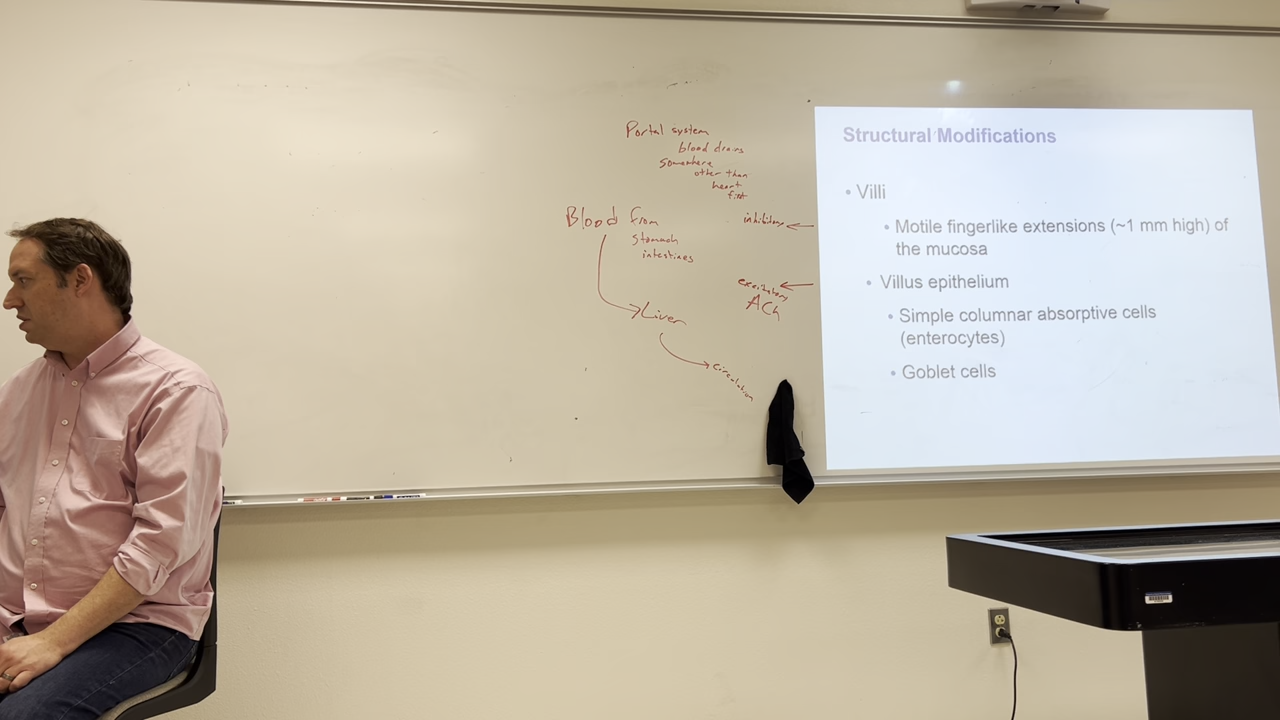 Portal system
blood drains
somewhere
other than
heart
first
Blood from
stomach
intestines
Liver
circulation
inhibitory
excitatory
ACh
Structural Modifications
• Villi
• Motile fingerlike extensions (~1 mm high) of
the mucosa
• Villus epithelium
• Simple columnar absorptive cells
(enterocytes)
• Goblet cells